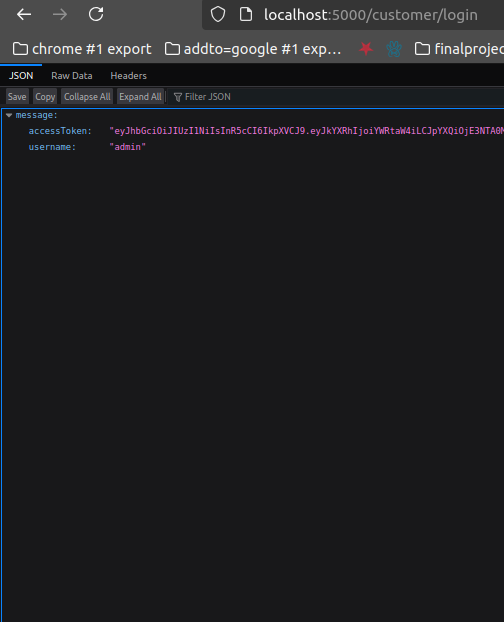 localhost:5000/customer/login
chrome #1 export addto=google #1 exp... finalprojec
JSON Raw Data Headers
Save Copy Collapse All Expand All Filter JSON
message:
accessToken: "eyJhbGciOiJIUzI1NiIsInR5cCI6IkpXVCJ9.eyJkYXRhIjoiYWRtaW4iLCJpYXQiOjE3NTA0N
username: "admin"